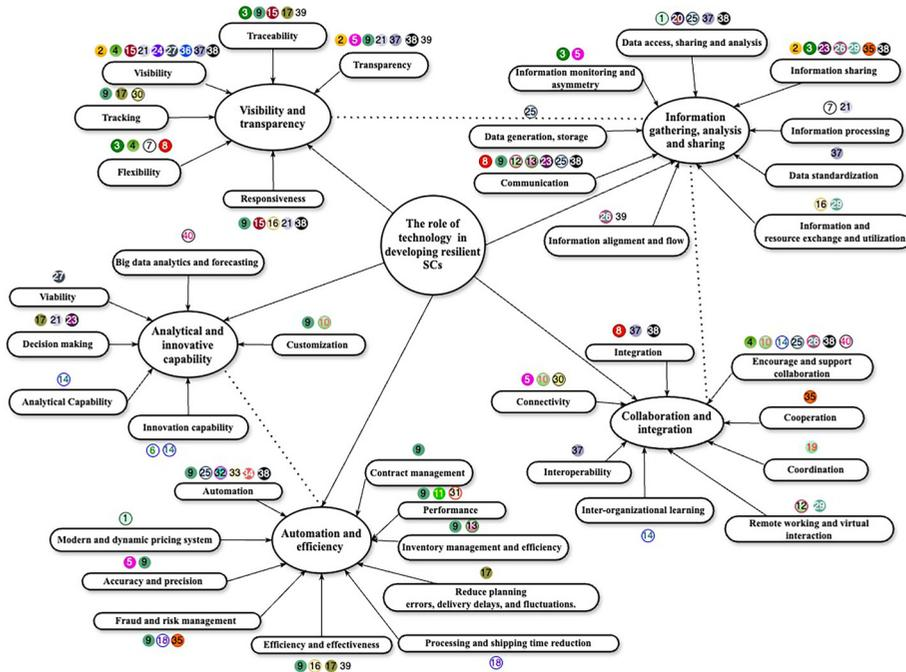 3 9 15 17 39
Traceability
2 4 15 21 24 27 36 37 38
Visibility
2 5 9 21 37 38 39
Transparency
9 17 30
Tracking
Visibility and
transparency
3 4 7 8
Flexibility
Responsiveness
9 15 16 21 38
1 20 25 37 38
Data access, sharing and analysis
3 5
Information monitoring and
asymmetry
2 3 23 26 29 35 38
Information sharing
25
Data generation, storage
Information
gathering, analysis
and sharing
7 21
Information processing
8 9 12 13 23 25 38
Communication
37
Data standardization
26 39
Information alignment and flow
16 29
Information and
resource exchange and utilization
The role of
technology in
developing resilient
SCs
40
Big data analytics and forecasting
27
Viability
17 21 23
Decision making
Analytical and
innovative
capability
9 10
Customization
14
Analytical Capability
Innovation capability
6 14
8 37 38
Integration
4 10 14 25 26 38 40
Encourage and support
collaboration
5 10 30
Connectivity
Collaboration and
integration
35
Cooperation
37
Interoperability
19
Coordination
Inter-organizational learning
14
12 29
Remote working and virtual
interaction
9 25 32 33 34 38
Automation
9
Contract management
9 11 31
Performance
1
Modern and dynamic pricing system
Automation and
efficiency
9 13
Inventory management and efficiency
5 9
Accuracy and precision
17
Reduce planning
errors, delivery delays, and fluctuations.
Fraud and risk management
9 18 35
Efficiency and effectiveness
9 16 17 39
Processing and shipping time reduction
18